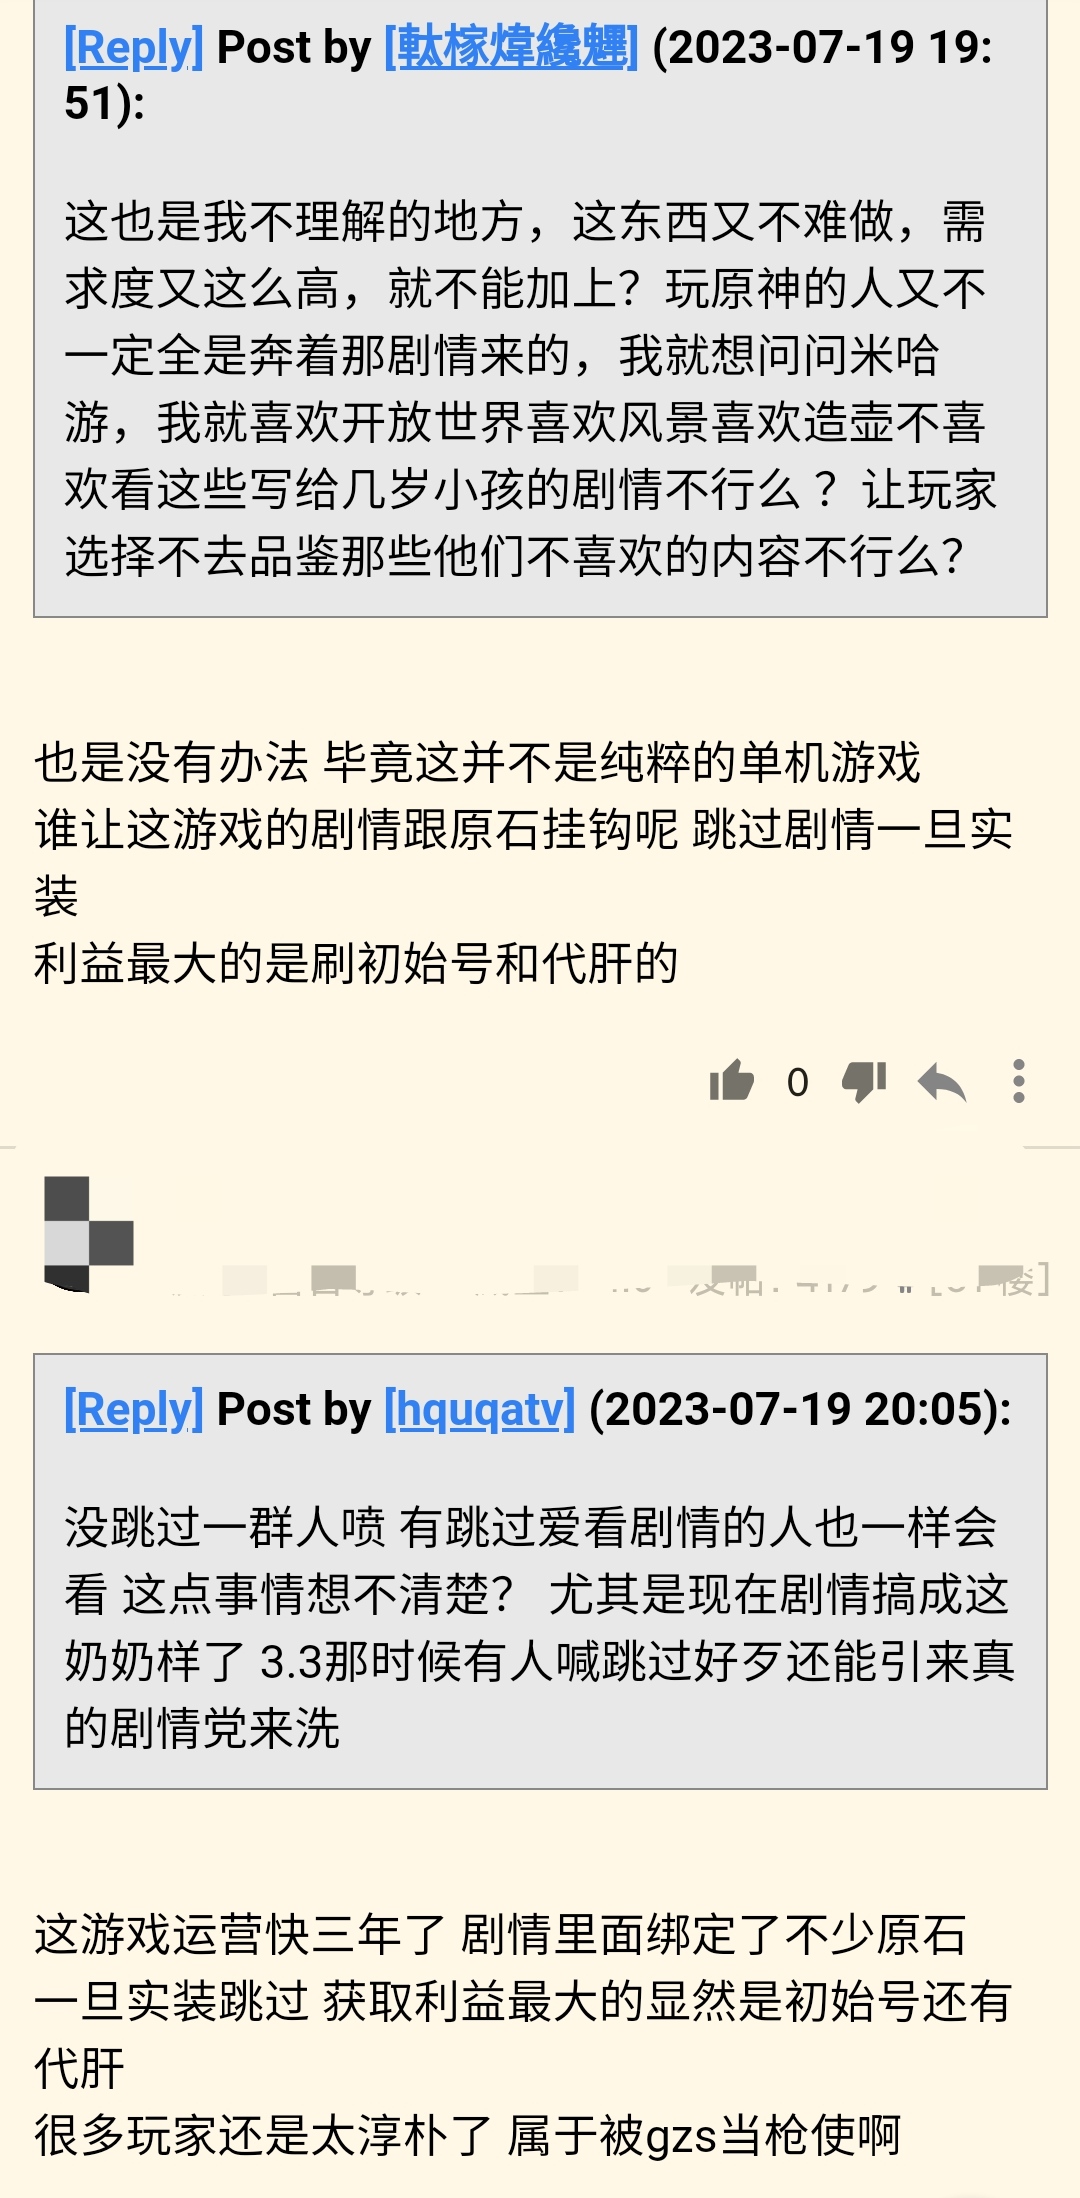 [Reply] Post by [軚榢煒纔魓] (2023-07-19 19:
51):
这也是我不理解的地方，这东西又不难做，需
求度又这么高，就不能加上？玩原神的人又不
一定全是奔着那剧情来的，我就想问问米哈
游，我就喜欢开放世界喜欢风景喜欢造壶不喜
欢看这些写给几岁小孩的剧情不行么 ？ 让玩家
选择不去品鉴那些他们不喜欢的内容不行么？
也是没有办法 毕竟这并不是纯粹的单机游戏
谁让这游戏的剧情跟原石挂钩呢 跳过剧情一旦实
装
利益最大的是刷初始号和代肝的
0
[Reply] Post by [hquqatv] (2023-07-19 20:05):
没跳过一群人喷 有跳过爱看剧情的人也一样会
看 这点事情想不清楚？ 尤其是现在剧情搞成这
奶奶样了 3.3那时候有人喊跳过好歹还能引来真
的剧情党来洗
这游戏运营快三年了 剧情里面绑定了不少原石
一旦实装跳过 获取利益最大的显然是初始号还有
代肝
很多玩家还是太淳朴了 属于被gzs当枪使啊